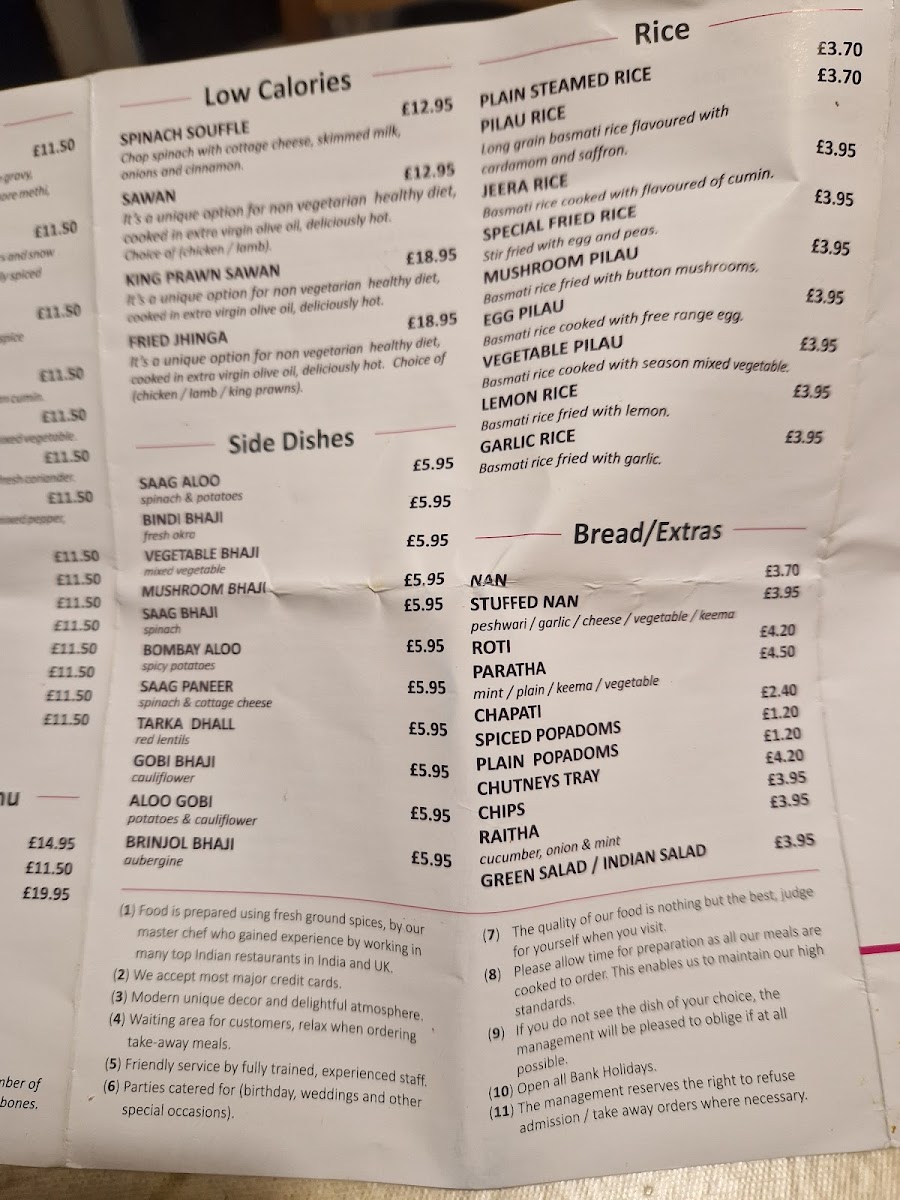 £11.50
gravy,
ore methi,
£11.50
s and snow
ly spiced
£11.50
spice
£11.50
m cumin.
£11.50
ixed vegetable.
£11.50
fresh coriander.
£11.50
mixed pepper,
£11.50
£11.50
£11.50
£11.50
£11.50
£11.50
£11.50
£11.50
nu
£14.95
£11.50
£19.95
nber of
bones.
Low Calories
SPINACH SOUFFLE £12.95
Chop spinach with cottage cheese, skimmed milk,
onions and cinnamon.
SAWAN £12.95
It's a unique option for non vegetarian healthy diet,
cooked in extra virgin olive oil, deliciously hot.
Choice of (chicken / lamb).
KING PRAWN SAWAN £18.95
It's a unique option for non vegetarian healthy diet,
cooked in extra virgin olive oil, deliciously hot.
FRIED JHINGA £18.95
It's a unique option for non vegetarian healthy diet,
cooked in extra virgin olive oil, deliciously hot. Choice of
(chicken / lamb / king prawns).
Side Dishes
SAAG ALOO £5.95
spinach & potatoes
BINDI BHAJI £5.95
fresh okra
VEGETABLE BHAJI £5.95
mixed vegetable
MUSHROOM BHAJI £5.95
SAAG BHAJI £5.95
spinach
BOMBAY ALOO £5.95
spicy potatoes
SAAG PANEER £5.95
spinach & cottage cheese
TARKA DHALL £5.95
red lentils
GOBI BHAJI £5.95
cauliflower
ALOO GOBI £5.95
potatoes & cauliflower
BRINJOL BHAJI £5.95
aubergine
(1) Food is prepared using fresh ground spices, by our
master chef who gained experience by working in
many top Indian restaurants in India and UK.
(2) We accept most major credit cards.
(3) Modern unique decor and delightful atmosphere.
(4) Waiting area for customers, relax when ordering
take-away meals.
(5) Friendly service by fully trained, experienced staff.
(6) Parties catered for (birthday, weddings and other
special occasions).
Rice
PLAIN STEAMED RICE £3.70
PILAU RICE £3.70
Long grain basmati rice flavoured with
cardamom and saffron.
JEERA RICE £3.95
Basmati rice cooked with flavoured of cumin.
SPECIAL FRIED RICE £3.95
Stir fried with egg and peas.
MUSHROOM PILAU £3.95
Basmati rice fried with button mushrooms.
EGG PILAU £3.95
Basmati rice cooked with free range egg.
VEGETABLE PILAU £3.95
Basmati rice cooked with season mixed vegetable.
LEMON RICE £3.95
Basmati rice fried with lemon.
GARLIC RICE £3.95
Basmati rice fried with garlic.
Bread/Extras
NAN £3.70
STUFFED NAN £3.95
peshwari / garlic / cheese / vegetable / keema
ROTI £4.20
PARATHA £4.50
mint / plain / keema / vegetable
CHAPATI £2.40
SPICED POPADOMS £1.20
PLAIN POPADOMS £1.20
CHUTNEYS TRAY £4.20
CHIPS £3.95
RAITHA £3.95
cucumber, onion & mint
GREEN SALAD / INDIAN SALAD £3.95
(7) The quality of our food is nothing but the best, judge
for yourself when you visit.
(8) Please allow time for preparation as all our meals are
cooked to order. This enables us to maintain our high
standards.
(9) If you do not see the dish of your choice, the
management will be pleased to oblige if at all
possible.
(10) Open all Bank Holidays.
(11) The management reserves the right to refuse
admission / take away orders where necessary.